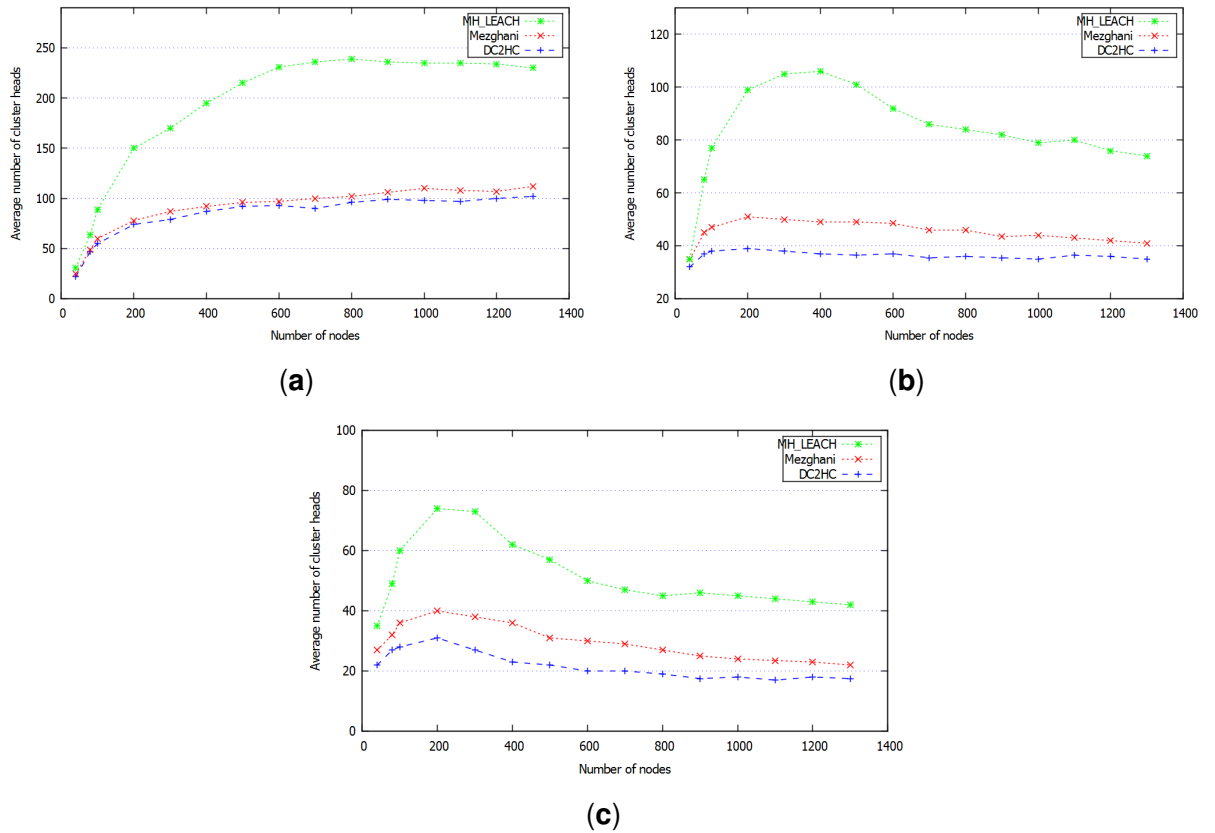 MH_LEACH
Mezghani
DC2HC
250
200
150
100
50
0
0 200 400 600 800 1000 1200 1400
Average number of cluster heads
Number of nodes
(a)
MH_LEACH
Mezghani
DC2HC
120
100
80
60
40
20
0 200 400 600 800 1000 1200 1400
Average number of cluster heads
Number of nodes
(b)
MH_LEACH
Mezghani
DC2HC
100
80
60
40
20
0
0 200 400 600 800 1000 1200 1400
Average number of cluster heads
Number of nodes
(c)